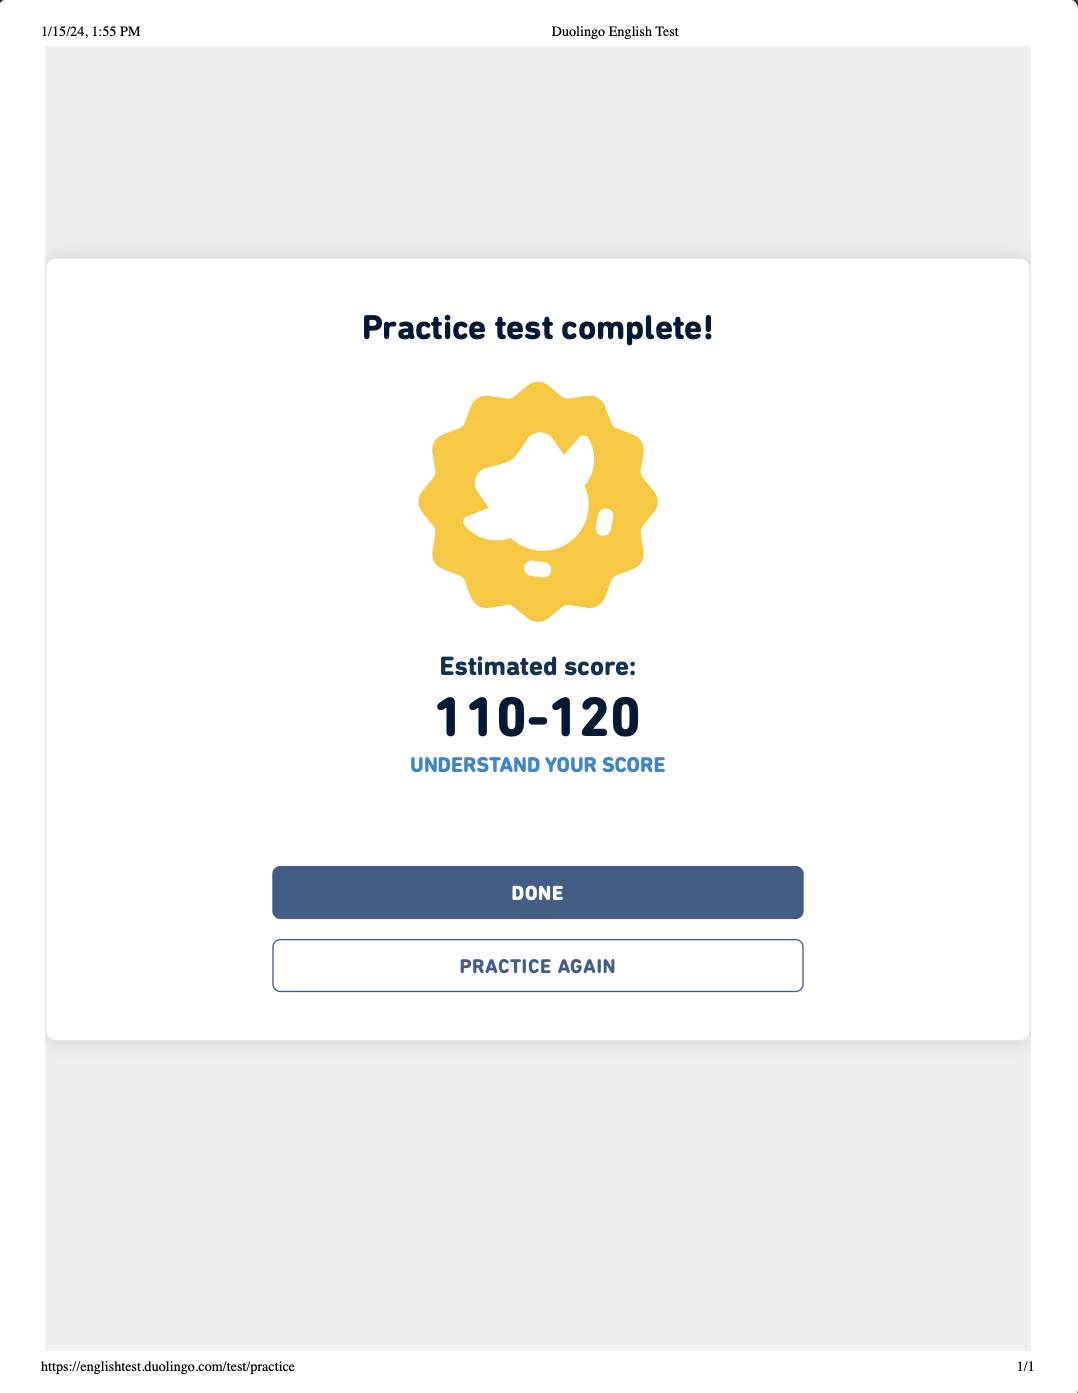 1/15/24, 1:55 PM
Duolingo English Test
Practice test complete!
Estimated score:
110-120
UNDERSTAND YOUR SCORE
DONE
PRACTICE AGAIN
https://englishtest.duolingo.com/test/practice
1/1